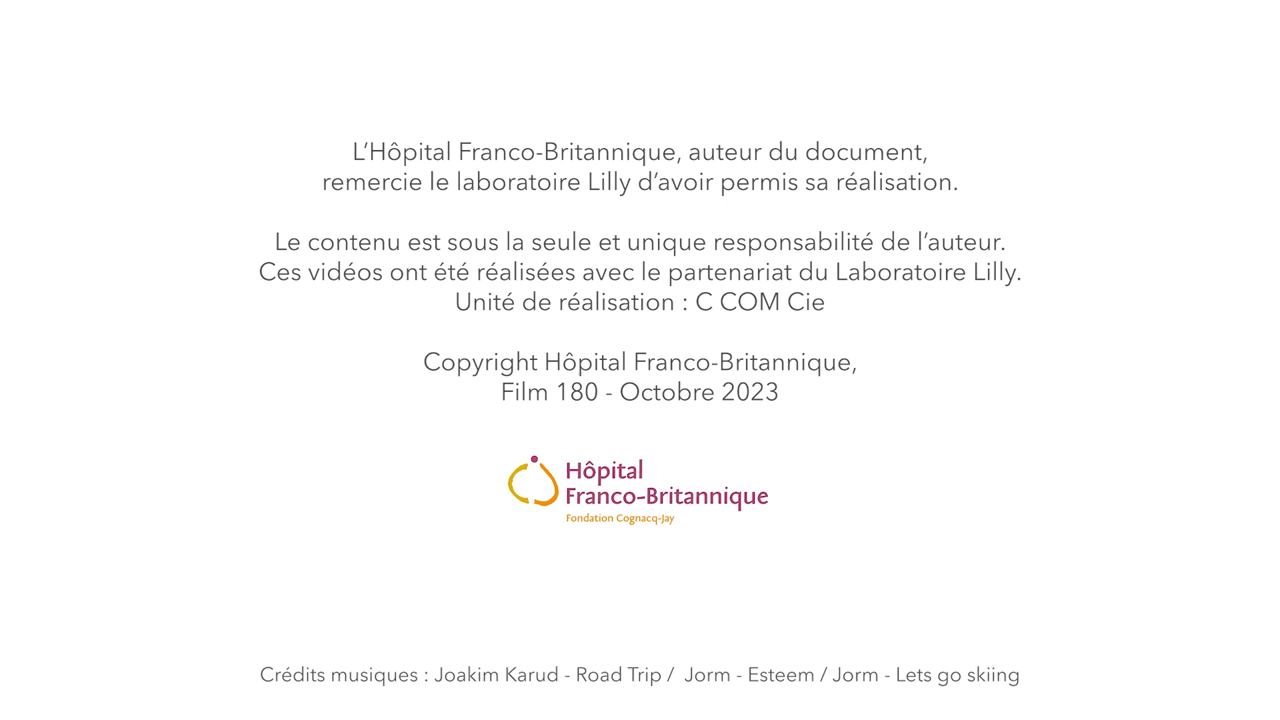 L’Hôpital Franco-Britannique, auteur du document,
remercie le laboratoire Lilly d’avoir permis sa réalisation.
Le contenu est sous la seule et unique responsabilité de l’auteur.
Ces vidéos ont été réalisées avec le partenariat du Laboratoire Lilly.
Unité de réalisation : C COM Cie
Copyright Hôpital Franco-Britannique,
Film 180 - Octobre 2023
Hôpital
Franco-Britannique
Fondation Cognacq-Jay
Crédits musiques : Joakim Karud - Road Trip /  Jorm - Esteem / Jorm - Lets go skiing